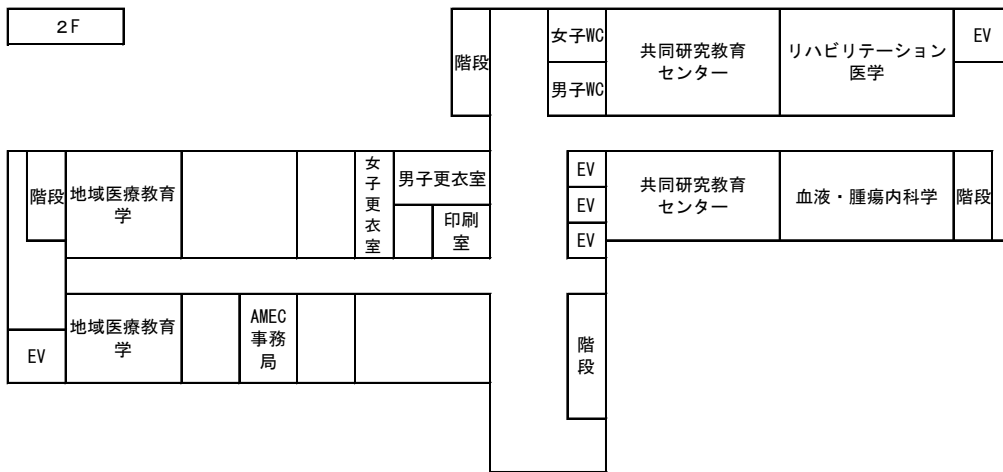 ２F
階段
女子WC
男子WC
共同研究教育
センター
リハビリテーション
医学
EV
階段
地域医療教育
学
女子更衣室
男子更衣室
印刷
室
EV
EV
EV
共同研究教育
センター
血液・腫瘍内科学
階段
EV
地域医療教育
学
AMEC
事務
局
階
段